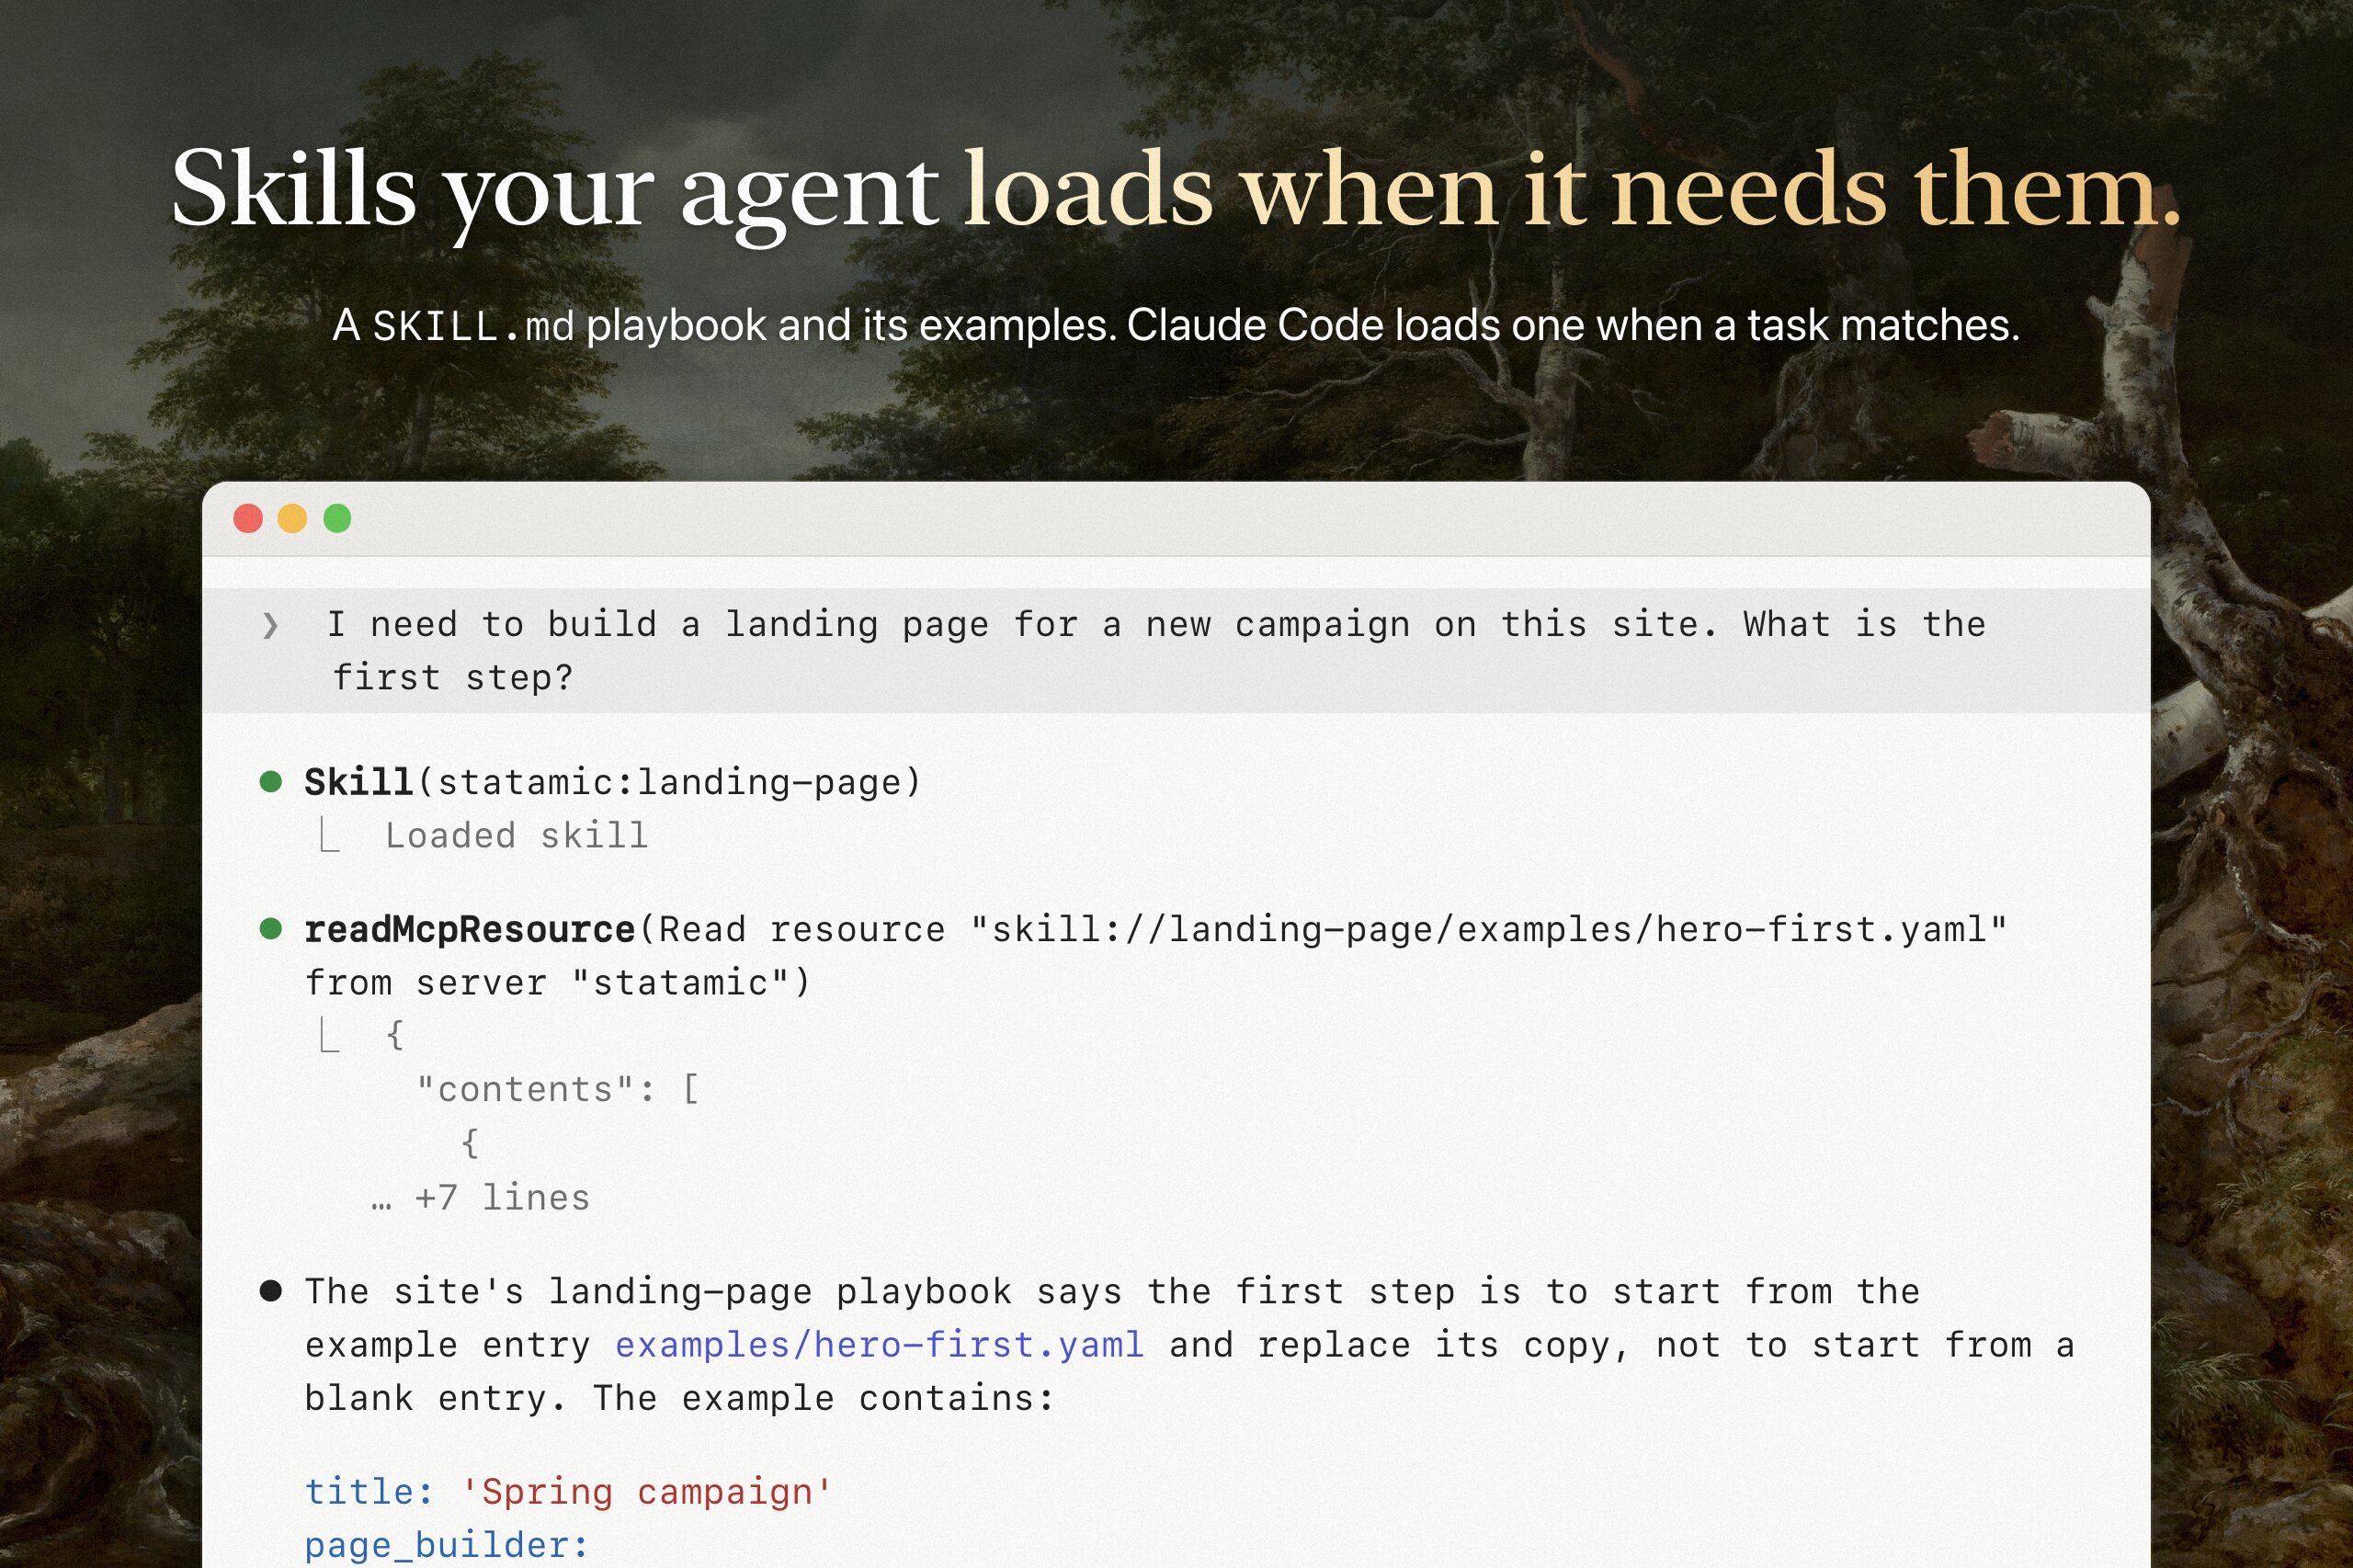 Skills your agent loads when it needs them.
A SKILL.md playbook and its examples. Claude Code loads one when a task matches.
❯ I need to build a landing page for a new campaign on this site. What is the
first step?
● Skill(statamic:landing-page)
⎿ Loaded skill
● readMcpResource(Read resource "skill://landing-page/examples/hero-first.yaml"
from server "statamic")
⎿ {
"contents": [
{
… +7 lines
● The site's landing-page playbook says the first step is to start from the
example entry examples/hero-first.yaml and replace its copy, not to start from a
blank entry. The example contains:
title: 'Spring campaign'
page_builder: